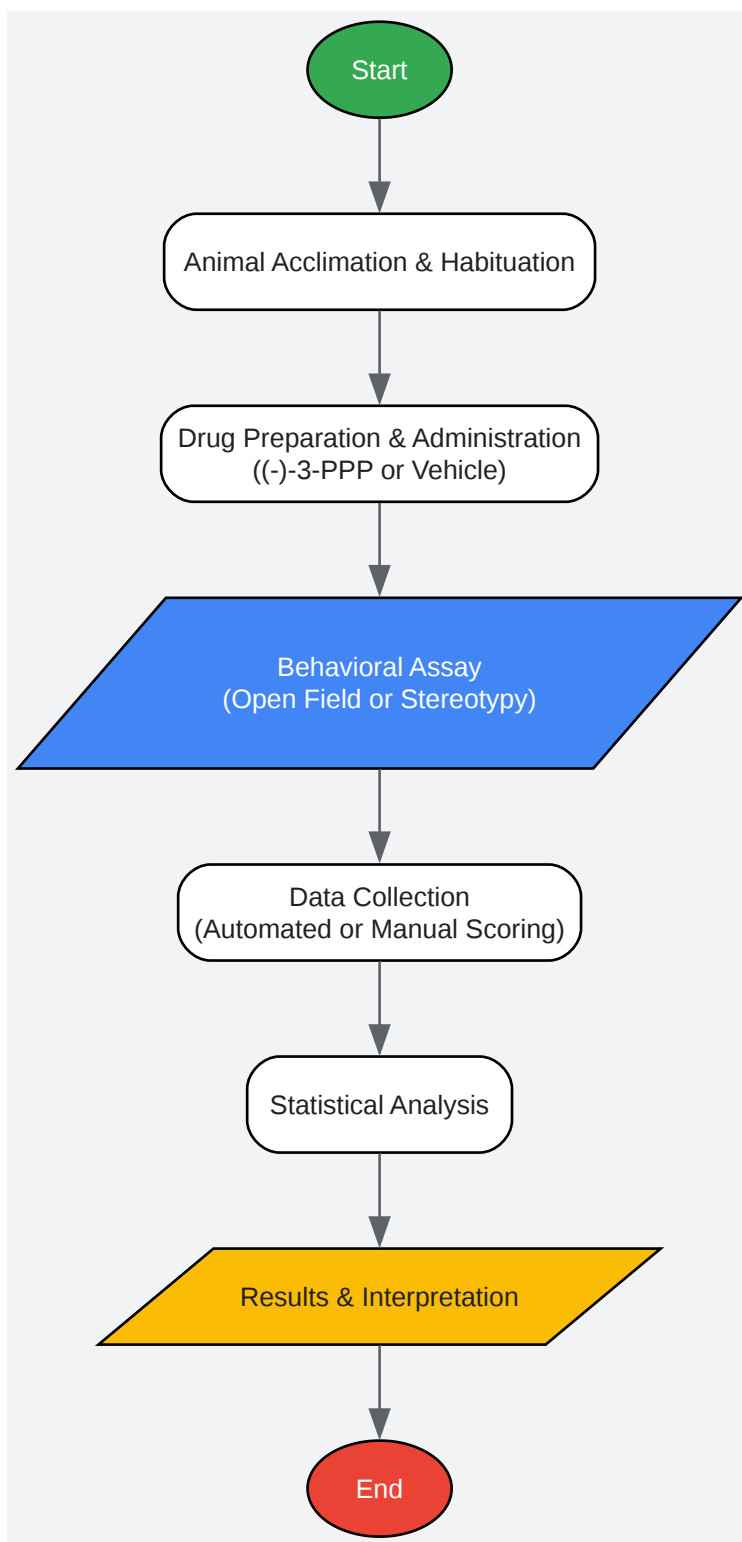 Start
Animal Acclimation & Habituation
Drug Preparation & Administration
((-)-3-PPP or Vehicle)
Behavioral Assay
(Open Field or Stereotypy)
Data Collection
(Automated or Manual Scoring)
Statistical Analysis
Results & Interpretation
End